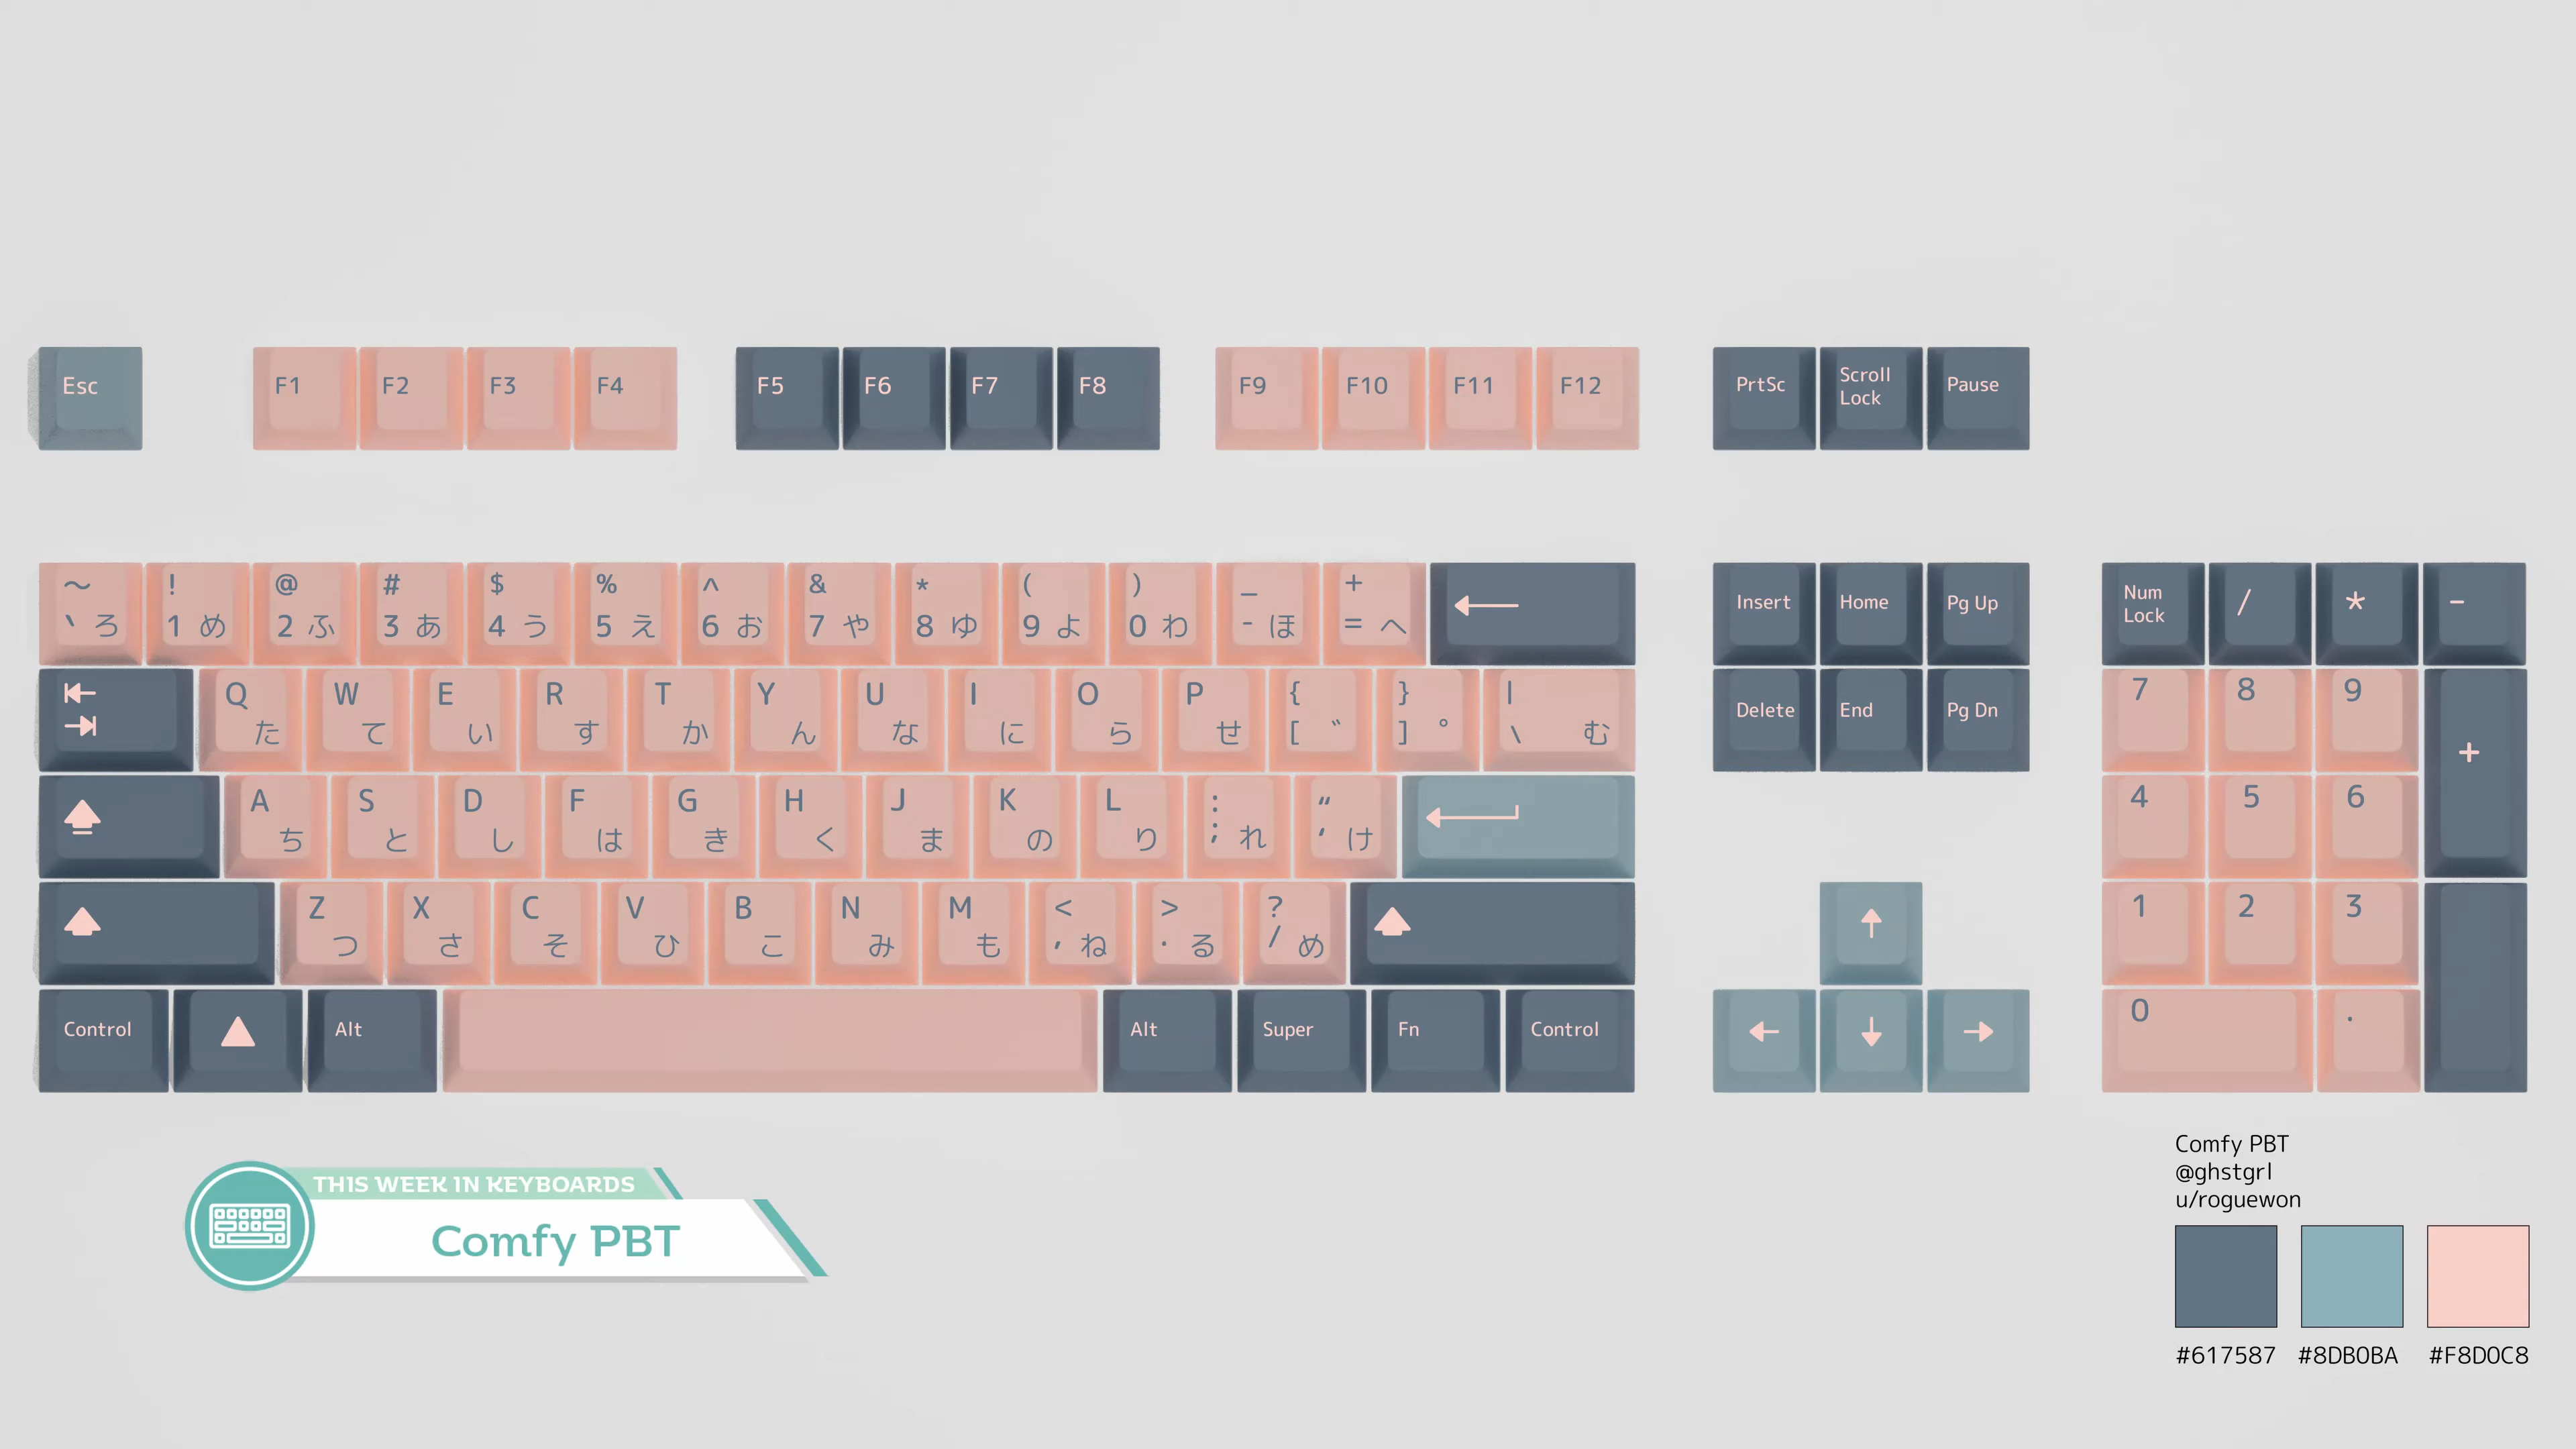 Esc F1 F2 F3 F4 F5 F6 F7 F8 F9 F10 F11 F12 PrtSc Scroll Lock Pause
~ ! @ # $ % ^ & * ( ) _ +
` ろ 1 め 2 ふ 3 あ 4 う 5 え 6 お 7 や 8 ゆ 9 よ 0 わ - ほ = へ
Insert Home Pg Up Num Lock / * -
Q W E R T Y U I O P { } |
た て い す か ん な に ら せ [ ゛ ] ゜ \ む
Delete End Pg Dn 7 8 9 +
A S D F G H J K L : “
ち と し は き く ま の り ; れ ‘ け
4 5 6
Z X C V B N M < > ?
つ さ そ ひ こ み も , ね . る / め
1 2 3
Control Alt Alt Super Fn Control 0 .
THIS WEEK IN KEYBOARDS
Comfy PBT
Comfy PBT
@ghstgrl
u/roguewon
#617587 #8DB0BA #F8D0C8